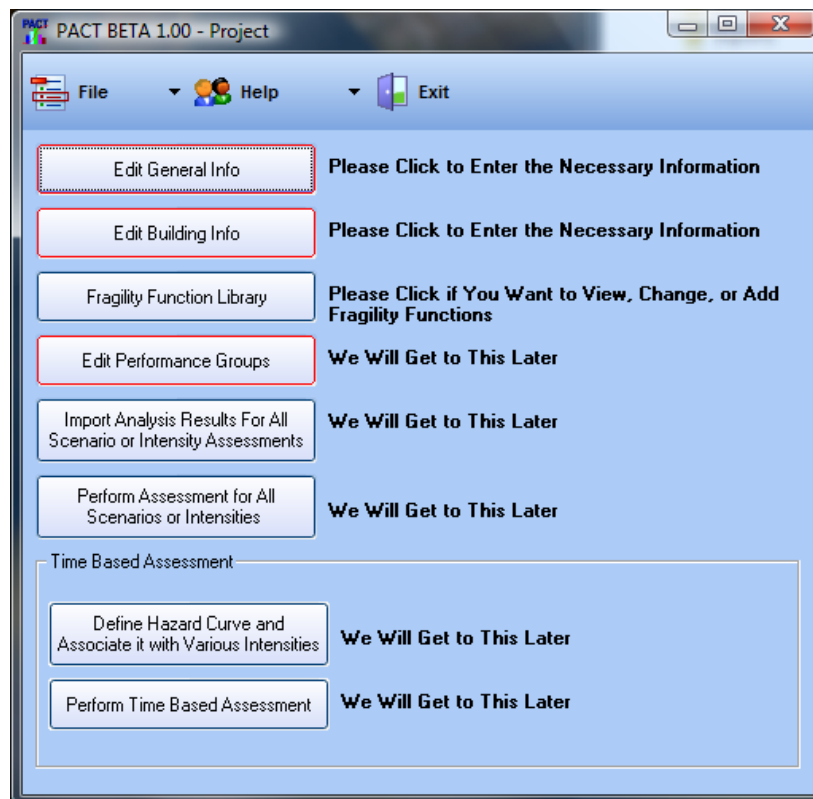 PACT
PACT BETA 1.00 - Project
File
Help
Exit
Edit General Info
Please Click to Enter the Necessary Information
Edit Building Info
Please Click to Enter the Necessary Information
Fragility Function Library
Please Click if You Want to View, Change, or Add
Fragility Functions
Edit Performance Groups
We Will Get to This Later
Import Analysis Results For All
Scenario or Intensity Assessments
We Will Get to This Later
Perform Assessment for All
Scenarios or Intensities
We Will Get to This Later
Time Based Assessment
Define Hazard Curve and
Associate it with Various Intensities
We Will Get to This Later
Perform Time Based Assessment
We Will Get to This Later